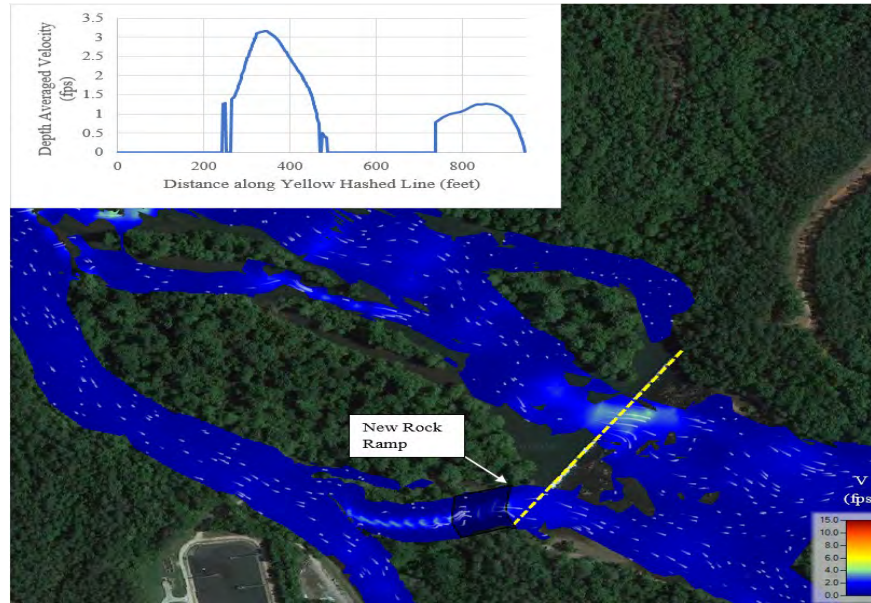 Depth Averaged Velocity
(fps)
3.5
3
2.5
2
1.5
1
0.5
0
0
200
400
600
800
Distance along Yellow Hashed Line (feet)
New Rock
Ramp
V
(fps
15.0
8.0
6.0
4.0
2.0
0.0